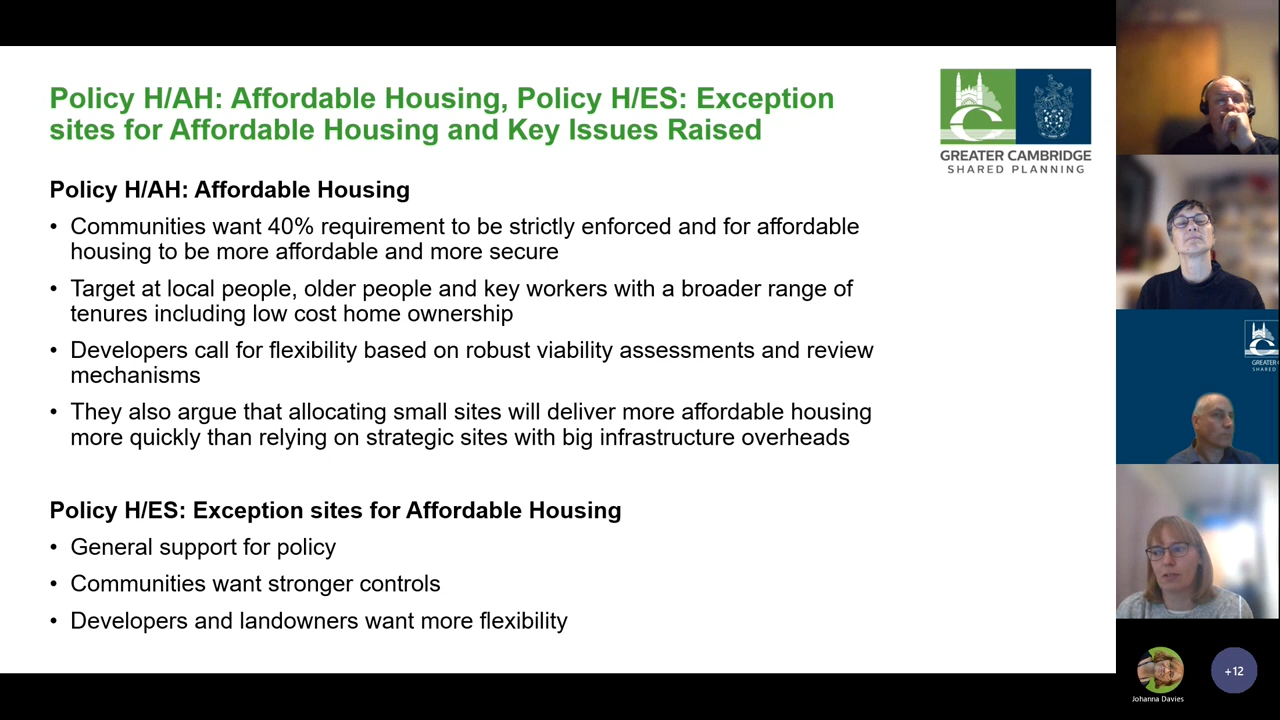 Policy H/AH: Affordable Housing, Policy H/ES: Exception
sites for Affordable Housing and Key Issues Raised
GREATER CAMBRIDGE
SHARED PLANNING
Policy H/AH: Affordable Housing
• Communities want 40% requirement to be strictly enforced and for affordable
housing to be more affordable and more secure
• Target at local people, older people and key workers with a broader range of
tenures including low cost home ownership
• Developers call for flexibility based on robust viability assessments and review
mechanisms
• They also argue that allocating small sites will deliver more affordable housing
more quickly than relying on strategic sites with big infrastructure overheads
Policy H/ES: Exception sites for Affordable Housing
• General support for policy
• Communities want stronger controls
• Developers and landowners want more flexibility
GREATER
SHARED
Johanna Davies
+12